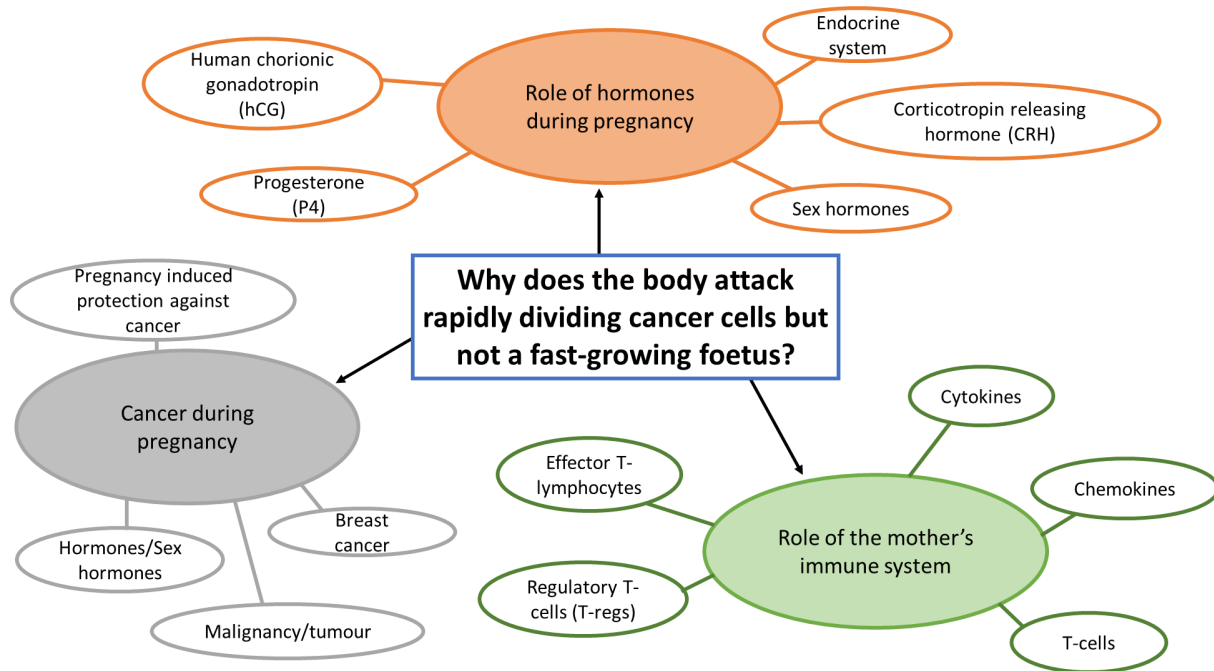 Human chorionic
gonadotropin
(hCG)
Endocrine
system
Role of hormones
during pregnancy
Corticotropin releasing
hormone (CRH)
Progesterone
(P4)
Sex hormones
Why does the body attack
rapidly dividing cancer cells but
not a fast-growing foetus?
Pregnancy induced
protection against
cancer
Cancer during
pregnancy
Hormones/Sex
hormones
Breast
cancer
Malignancy/tumour
Cytokines
Effector T-
lymphocytes
Chemokines
Role of the mother's
immune system
Regulatory T-
cells (T-regs)
T-cells